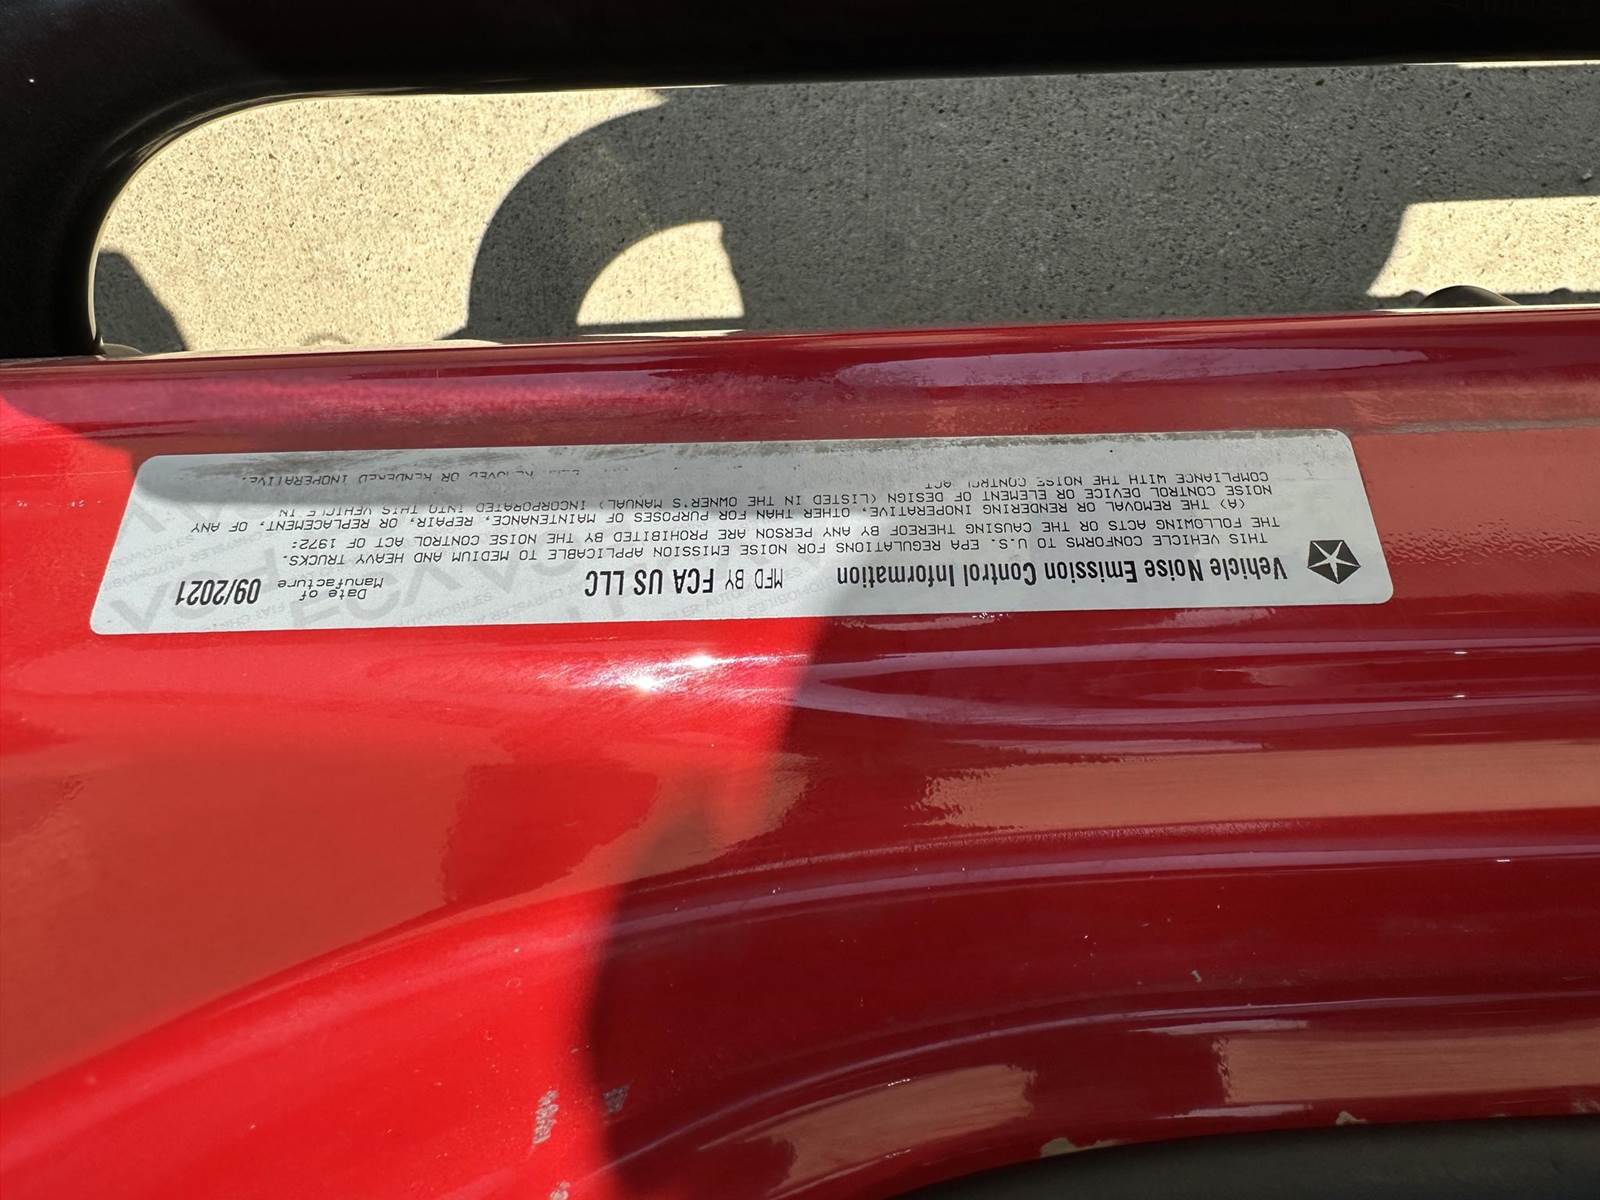 Vehicle Noise Emission Control Information MFD BY FCA US LLC Date of Manufacture 09/2021
THIS VEHICLE CONFORMS TO U.S. EPA REGULATIONS FOR NOISE EMISSION APPLICABLE TO MEDIUM AND HEAVY TRUCKS.
THE FOLLOWING ACTS OR THE CAUSING THEREOF BY ANY PERSON ARE PROHIBITED BY THE NOISE CONTROL ACT OF 1972:
(A) THE REMOVAL OR RENDERING INOPERATIVE, OTHER THAN FOR PURPOSES OF MAINTENANCE, REPAIR, OR REPLACEMENT, OF ANY
NOISE CONTROL DEVICE OR ELEMENT OF DESIGN (LISTED IN THE OWNER'S MANUAL) INCORPORATED INTO THIS VEHICLE IN
COMPLIANCE WITH THE NOISE CONTROL ACT
REMOVED OR RENDERED INOPERATIVE.